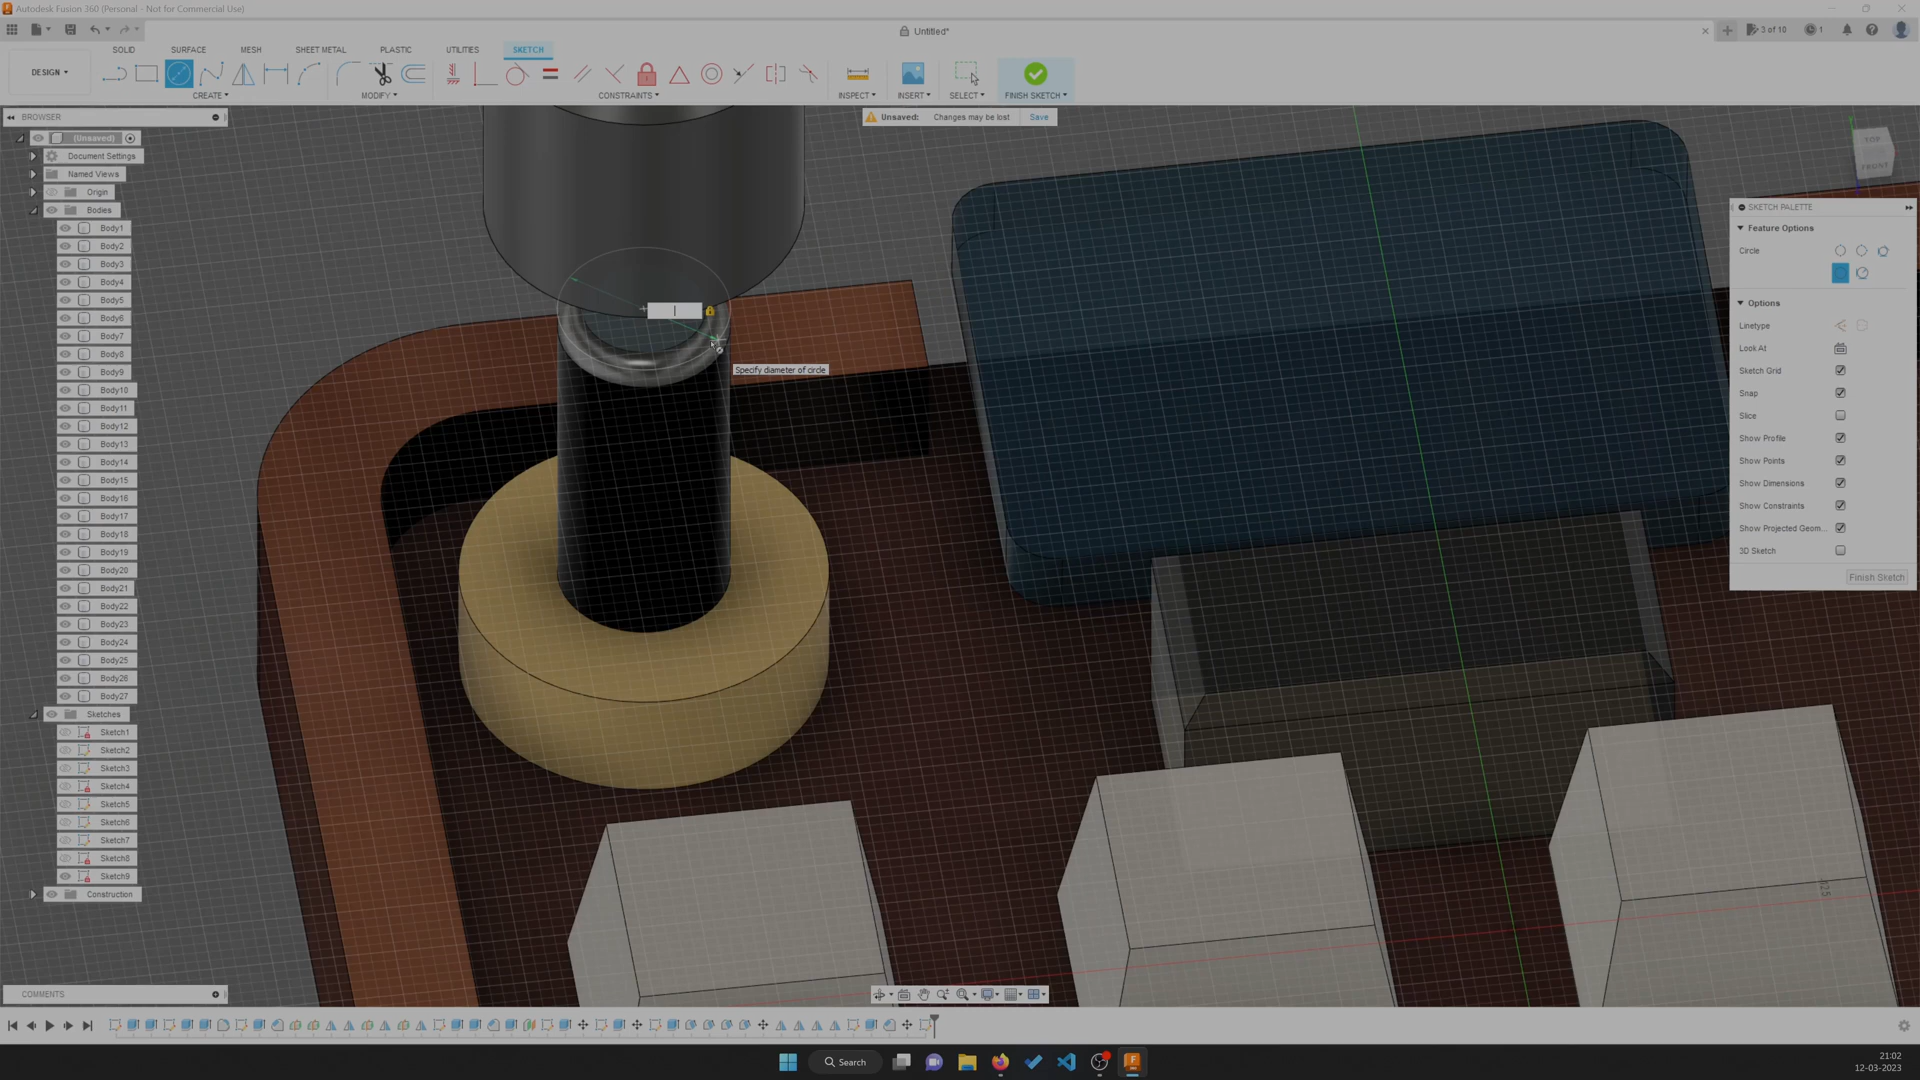 Autodesk Fusion 360 (Personal - Not for Commercial Use)
Untitled*
3 of 10
1
SOLID
SURFACE
MESH
SHEET METAL
PLASTIC
UTILITIES
SKETCH
DESIGN
CREATE
MODIFY
CONSTRAINTS
INSPECT
INSERT
SELECT
FINISH SKETCH
BROWSER
Unsaved: Changes may be lost Save
(Unsaved)
Document Settings
Named Views
Origin
Bodies
Body1
Body2
Body3
Body4
Body5
Body6
Body7
Body8
Body9
Body10
Body11
Body12
Body13
Body14
Body15
Body16
Body17
Body18
Body19
Body20
Body21
Body22
Body23
Body24
Body25
Body26
Body27
Sketches
Sketch1
Sketch2
Sketch3
Sketch4
Sketch5
Sketch6
Sketch7
Sketch8
Sketch9
Construction
Specify diameter of circle
TOP
FRONT
SKETCH PALETTE
Feature Options
Circle
Options
Linetype
Look At
Sketch Grid
Snap
Slice
Show Profile
Show Points
Show Dimensions
Show Constraints
Show Projected Geom...
3D Sketch
Finish Sketch
COMMENTS
Search
21:02
12-03-2023